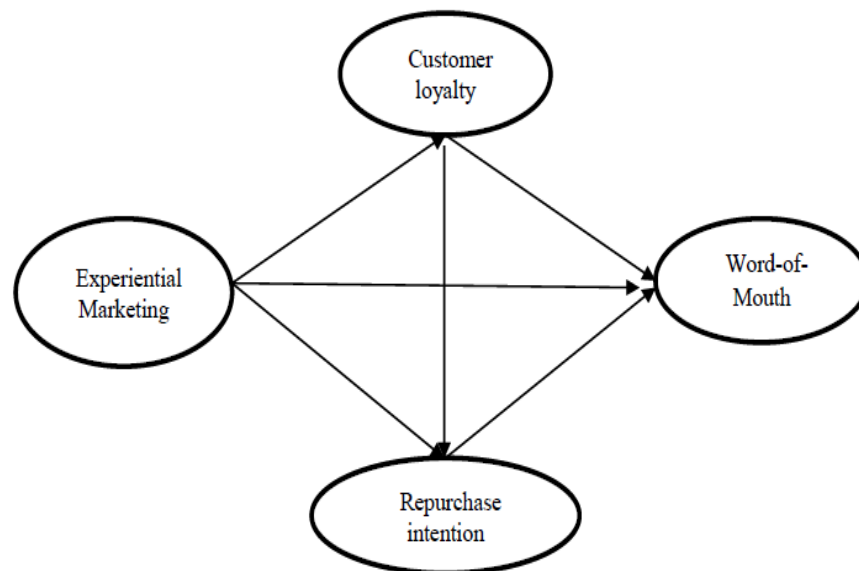 Customer
loyalty
Experiential
Marketing
Word-of-
Mouth
Repurchase
intention